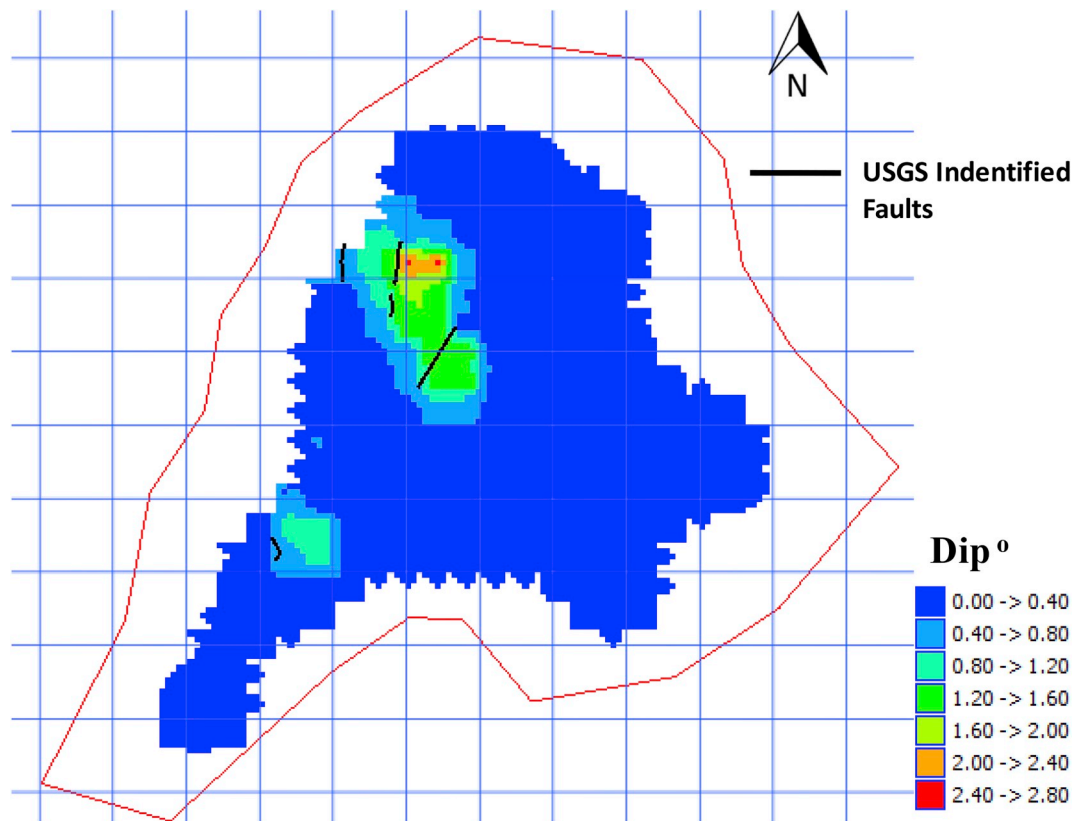 N
USGS Indentified
Faults
Dip o
0.00 -> 0.40
0.40 -> 0.80
0.80 -> 1.20
1.20 -> 1.60
1.60 -> 2.00
2.00 -> 2.40
2.40 -> 2.80